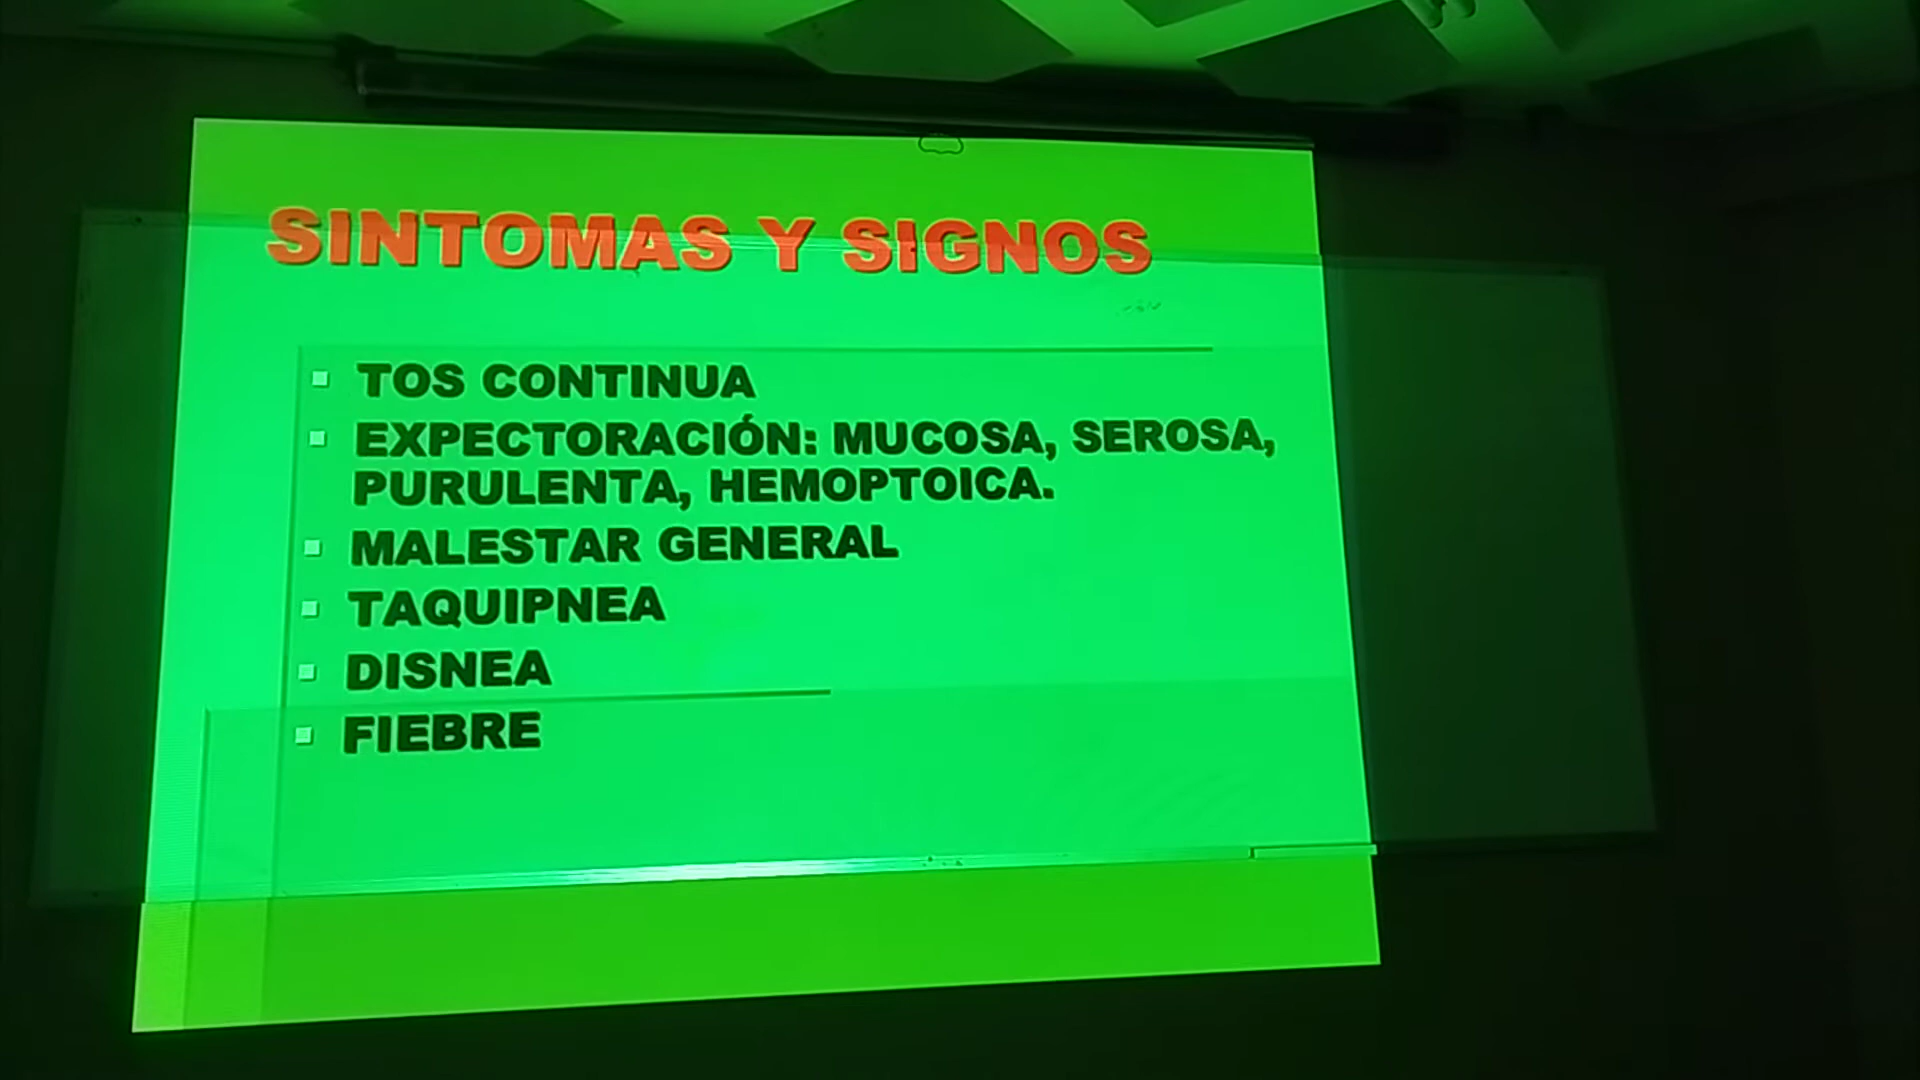 SINTOMAS Y SIGNOS
TOS CONTINUA
EXPECTORACIÓN: MUCOSA, SEROSA,
PURULENTA, HEMOPTOICA.
MALESTAR GENERAL
TAQUIPNEA
DISNEA
FIEBRE